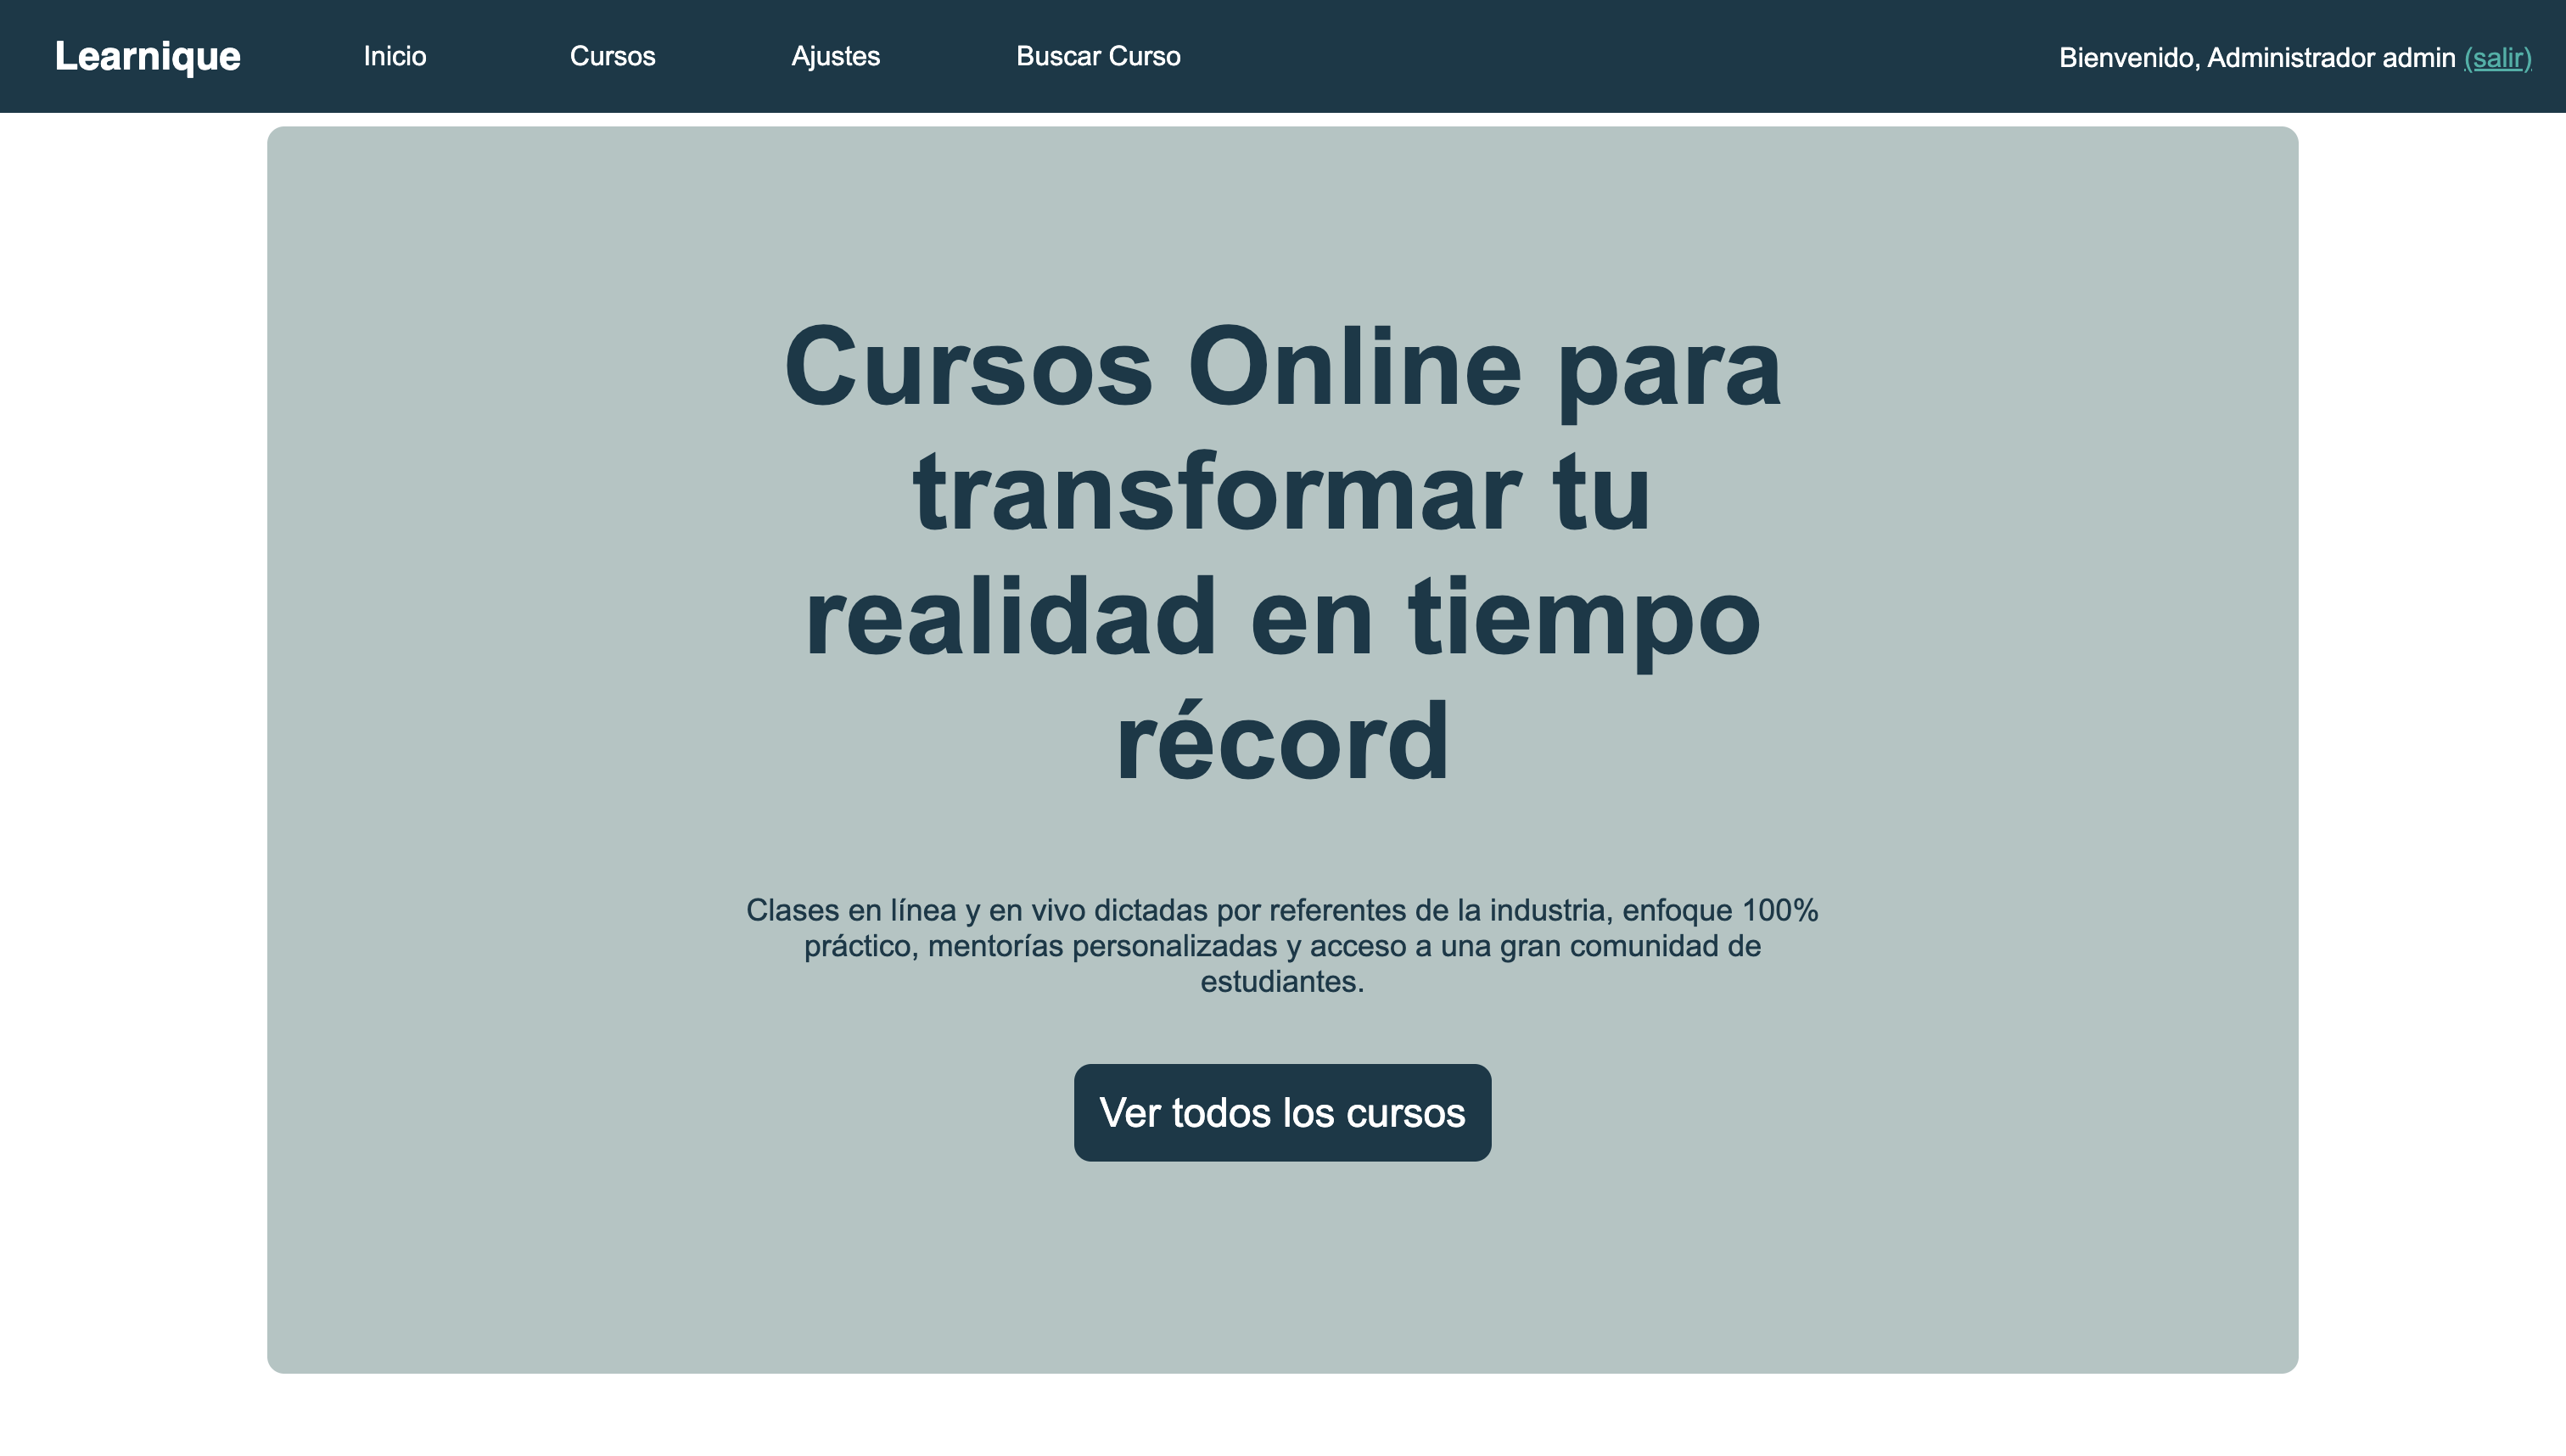 Learnique
Inicio
Cursos
Ajustes
Buscar Curso
Bienvenido, Administrador admin (salir)
Cursos Online para
transformar tu
realidad en tiempo
récord
Clases en línea y en vivo dictadas por referentes de la industria, enfoque 100%
práctico, mentorías personalizadas y acceso a una gran comunidad de
estudiantes.
Ver todos los cursos